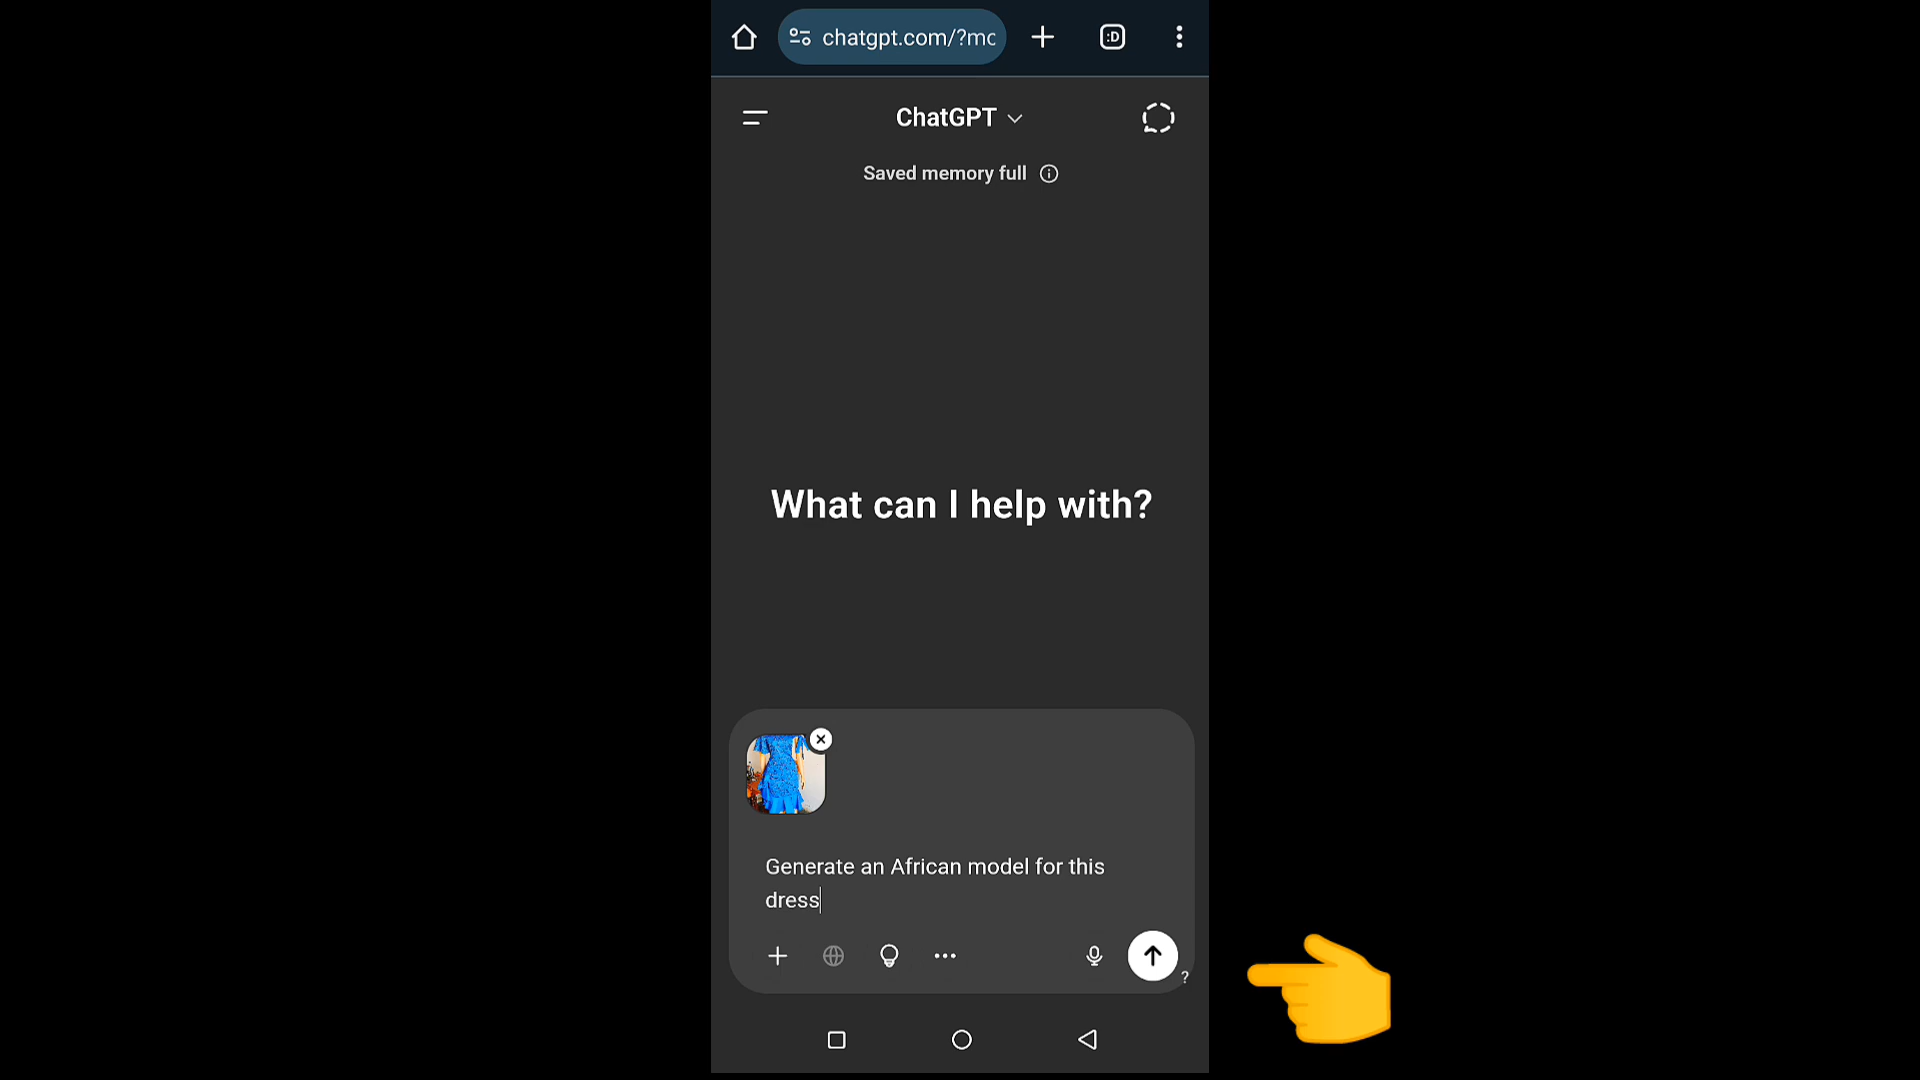 chatgpt.com/?mc
:D
ChatGPT
Saved memory full
What can I help with?
Generate an African model for this
dress
?